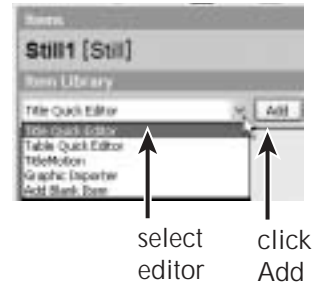 Items
Still1 [Still]
Item Library
Title Quick Editor
Add
Title Quick Editor
Table Quick Editor
TitleMotion
Graphic Importer
Add Blank Item
select click
editor Add